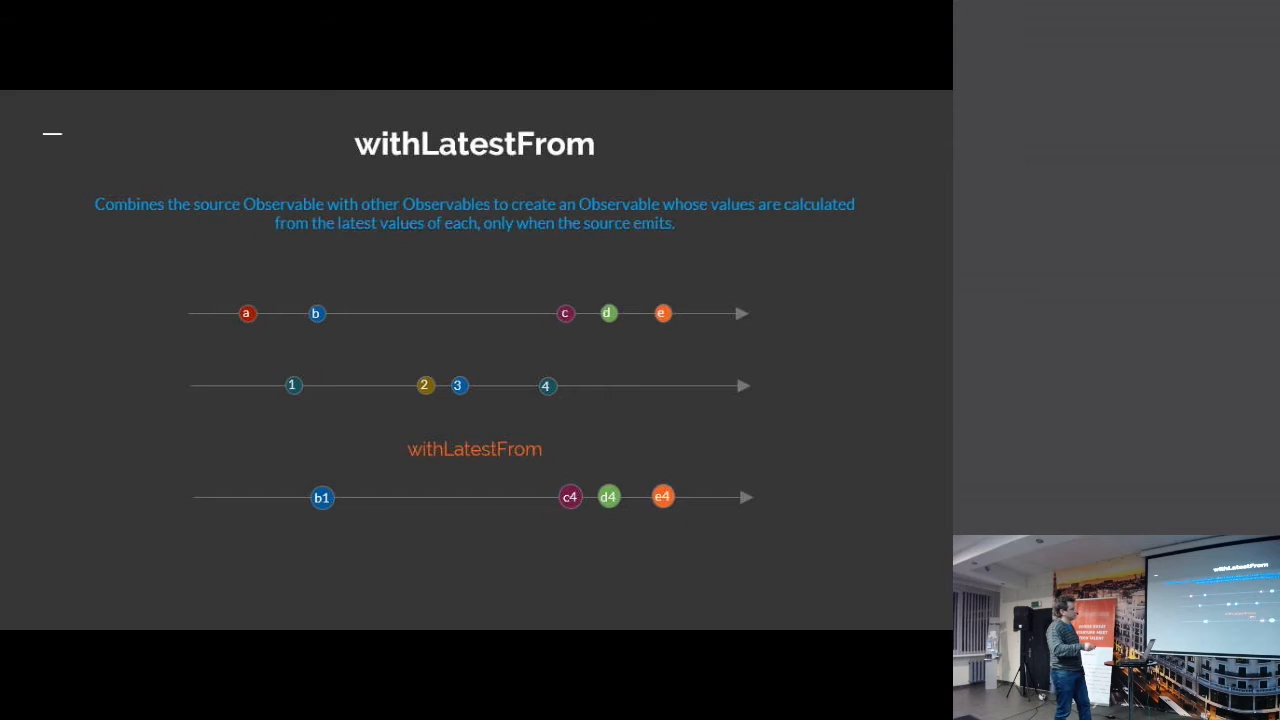 withLatestFrom
Combines the source Observable with other Observables to create an Observable whose values are calculated
from the latest values of each, only when the source emits.
a b c d e
1 2 3 4
withLatestFrom
b1 c4 d4 e4
withLatestFrom